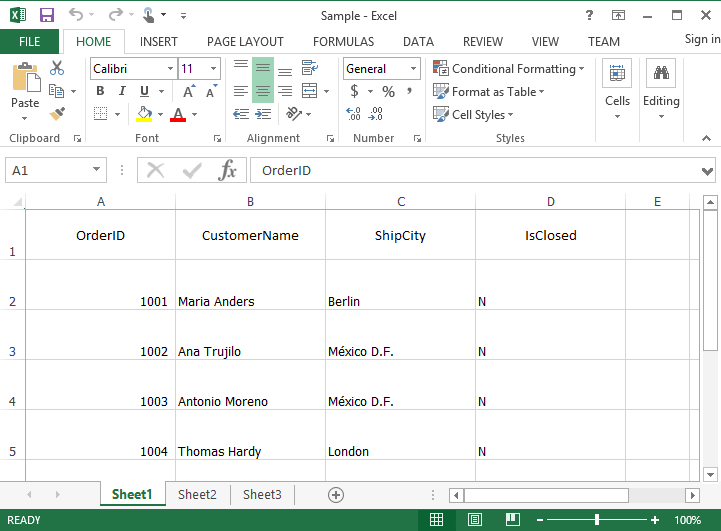 Sample - Excel
FILE HOME INSERT PAGE LAYOUT FORMULAS DATA REVIEW VIEW TEAM Sign in
Calibri 11 General Conditional Formatting
Paste B I U A A $ % , Format as Table Cells Editing
A .00 .0 Cell Styles
Clipboard Font Alignment Number Styles
A1 fx OrderID
A B C D E
1 OrderID CustomerName ShipCity IsClosed
2 1001 Maria Anders Berlin N
3 1002 Ana Trujilo México D.F. N
4 1003 Antonio Moreno México D.F. N
5 1004 Thomas Hardy London N
Sheet1 Sheet2 Sheet3
READY 100%